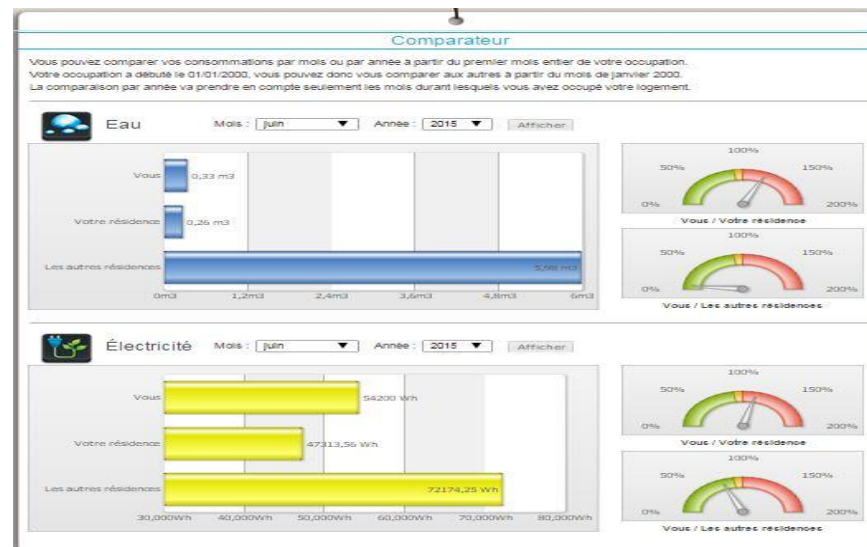 Comparateur
Vous pouvez comparer vos consommations par mois ou par année à partir du premier mois entier de votre occupation.
Votre occupation a débuté le 01/01/2000, vous pouvez donc vous comparer aux autres à partir du mois de janvier 2000.
La comparaison par année va prendre en compte seulement les mois durant lesquels vous avez occupé votre logement.
Eau Mois : juin Année : 2015 Afficher
Vous 0,33 m3
Votre résidence 0,26 m3
Les autres résidences 5,98 m3
0m3 1,2m3 2,4m3 3,6m3 4,8m3 6m3
0% 50% 100% 150% 200%
Vous / Votre résidence
0% 50% 100% 150% 200%
Vous / Les autres résidences
Électricité Mois : juin Année : 2015 Afficher
Vous 54200 Wh
Votre résidence 47313,56 Wh
Les autres résidences 72174,25 Wh
30,000Wh 40,000Wh 50,000Wh 60,000Wh 70,000Wh 80,000Wh
0% 50% 100% 150% 200%
Vous / Votre résidence
0% 50% 100% 150% 200%
Vous / Les autres résidences